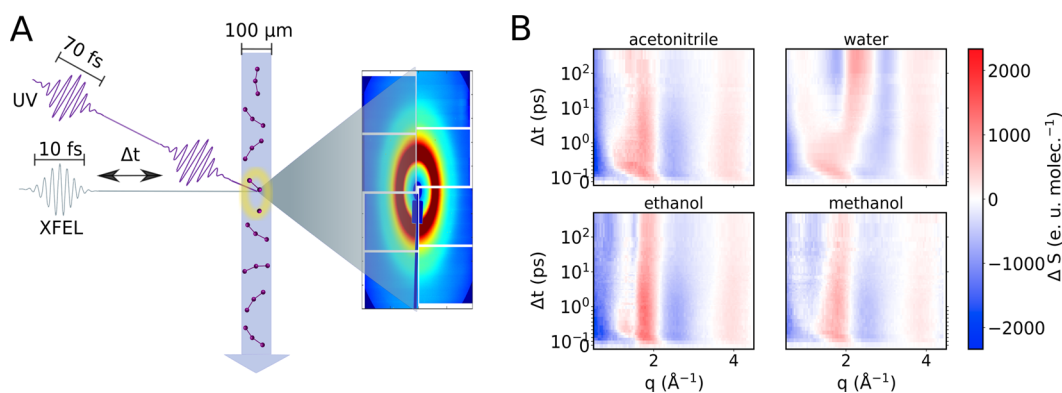 A
100 μm
70 fs
UV
10 fs
Δt
XFEL
B
acetonitrile
water
Δt (ps)
10²
10¹
10⁰
10⁻¹
0
ethanol
methanol
Δt (ps)
10²
10¹
10⁰
10⁻¹
0
2
4
2
4
q (Å⁻¹)
q (Å⁻¹)
2000
1000
0
−1000
−2000
Δ S (e. u. molec.⁻¹)